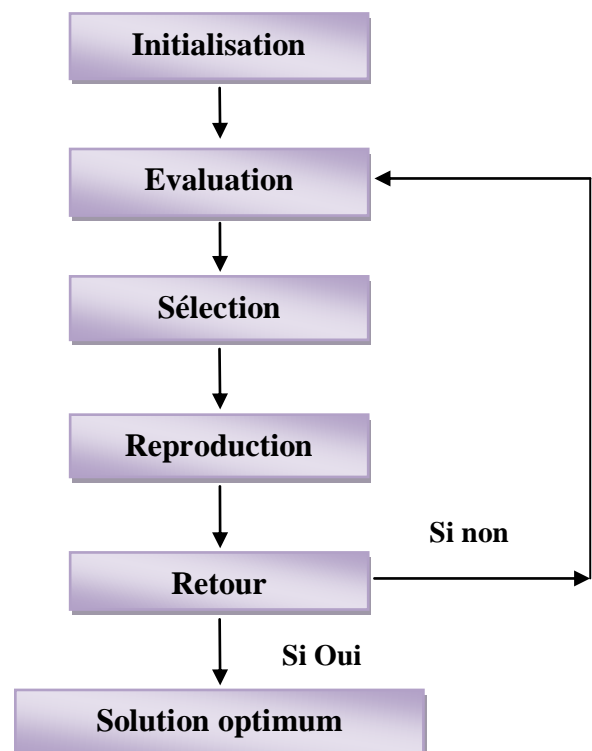 Initialisation
Evaluation
Sélection
Reproduction
Si non
Retour
Si Oui
Solution optimum